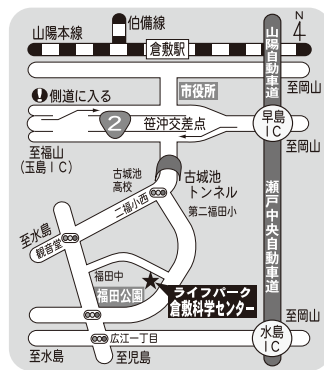 伯備線
N
山陽本線
倉敷駅
山陽自動車道
至岡山
市役所
側道に入る
2
笹沖交差点
早島
IC
至福山
(玉島IC)
至岡山
古城池
高校
古城池
トンネル
二福小西
第二福田小
瀬戸中央自動車道
至水島
観音堂
福田中
福田公園
ライフパーク
倉敷科学センター
至岡山
広江一丁目
水島
IC
至水島
至児島